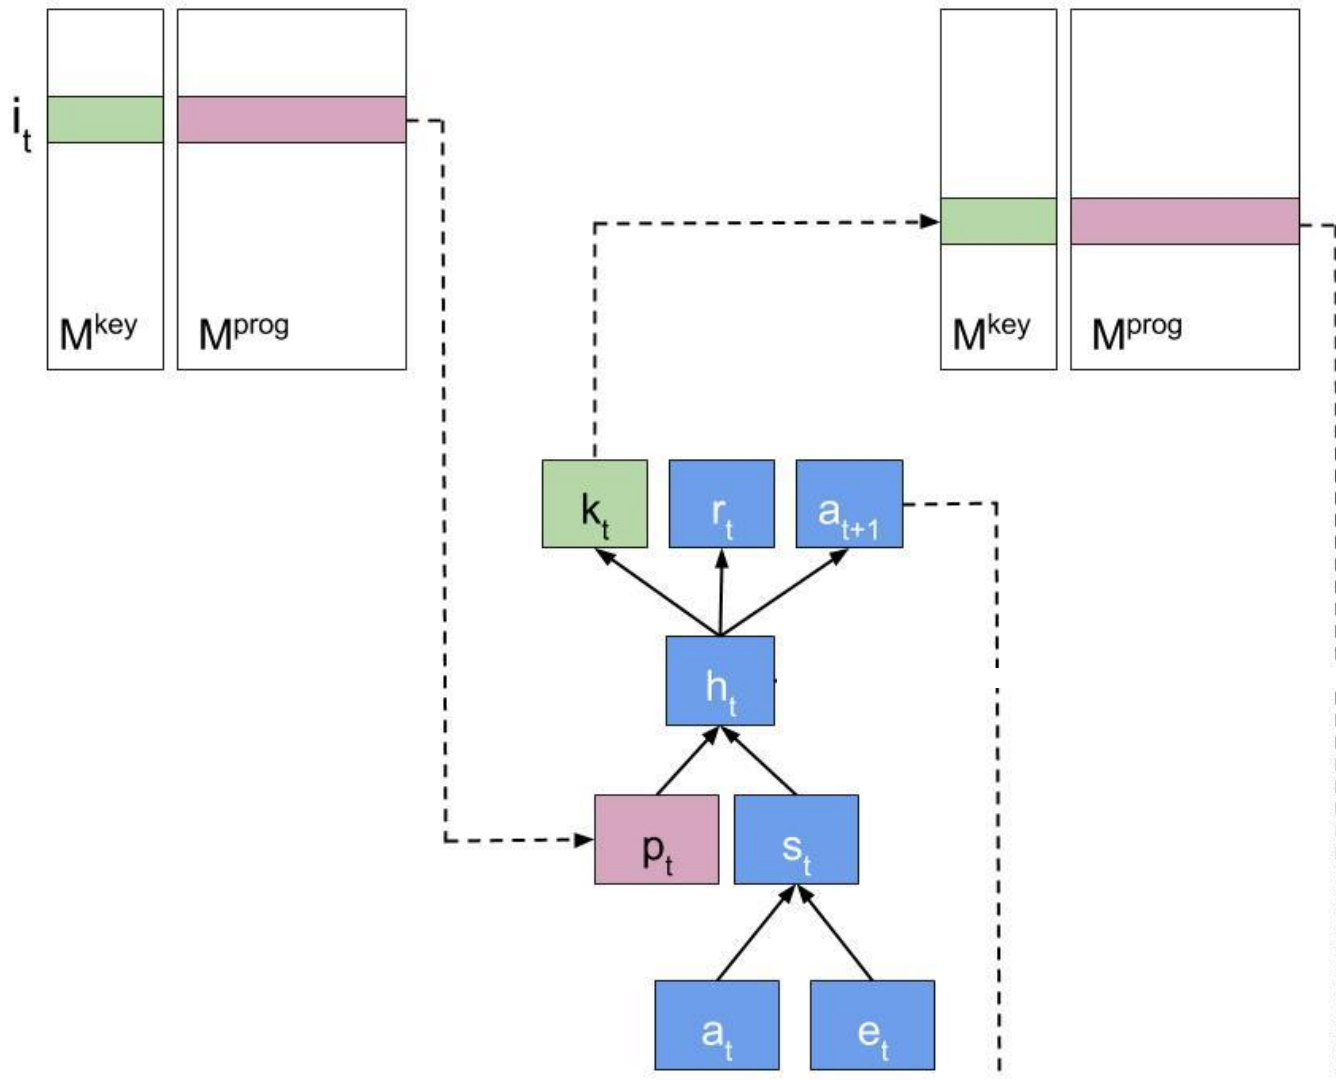 i_t
M^key M^prog
M^key M^prog
k_t r_t a_t+1
h_t
p_t s_t
a_t e_t